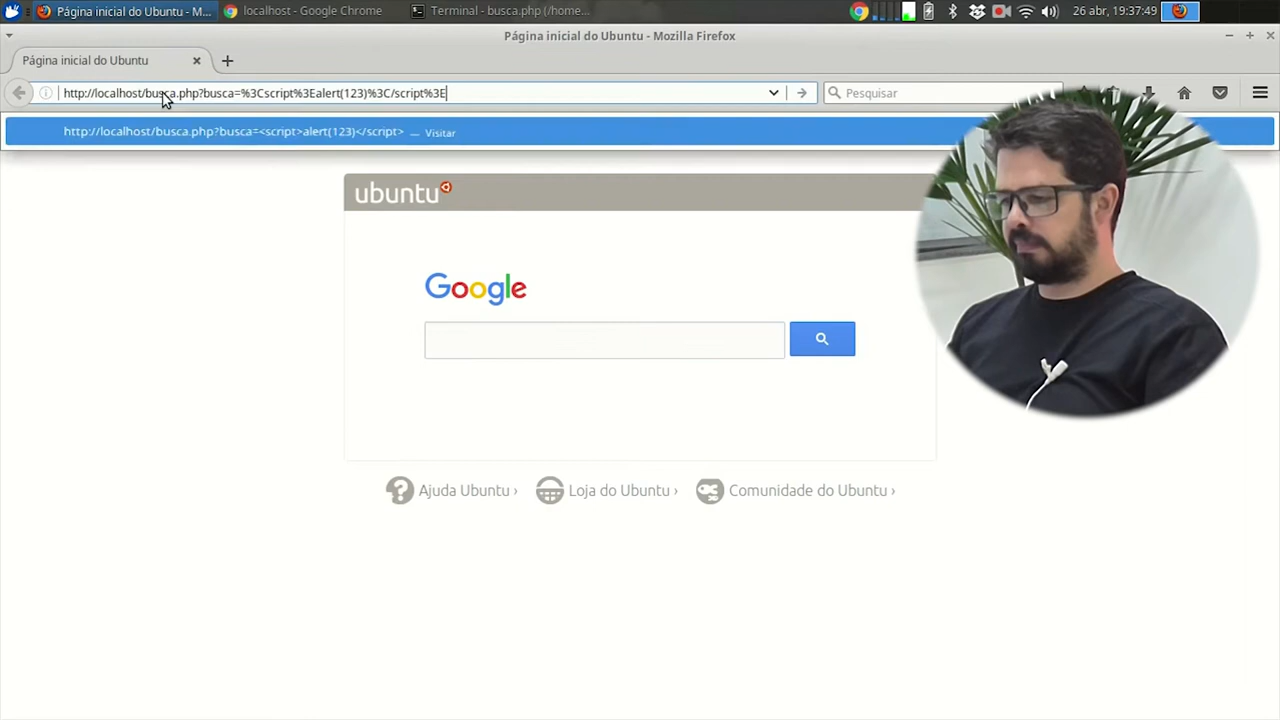 Página inicial do Ubuntu - M...
localhost - Google Chrome
Terminal - busca.php (/home...
26 abr, 19:37:49
Página inicial do Ubuntu - Mozilla Firefox
Página inicial do Ubuntu
http://localhost/busca.php?busca=%3Cscript%3Ealert(123)%3C/script%3E
Pesquisar
http://localhost/busca.php?busca=<script>alert(123)</script> — Visitar
ubuntu
Google
Ajuda Ubuntu ›
Loja do Ubuntu ›
Comunidade do Ubuntu ›